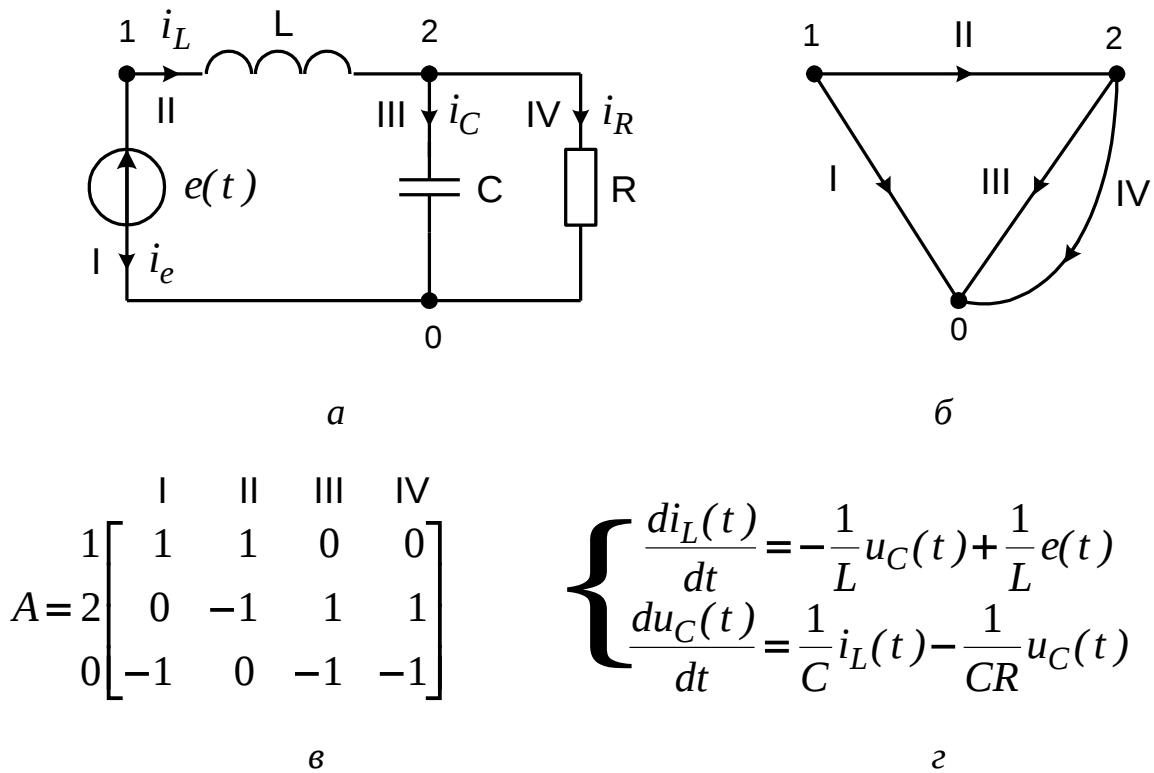 1 i_L L 2
II III i_C IV i_R
e(t) C R
I i_e
0
а
1 II 2
I III IV
0
б
I II III IV
1 1 1 0 0
A = 2 0 −1 1 1
0 −1 0 −1 −1
в
di_L(t)/dt = −1/L u_C(t) + 1/L e(t)
du_C(t)/dt = 1/C i_L(t) − 1/CR u_C(t)
г